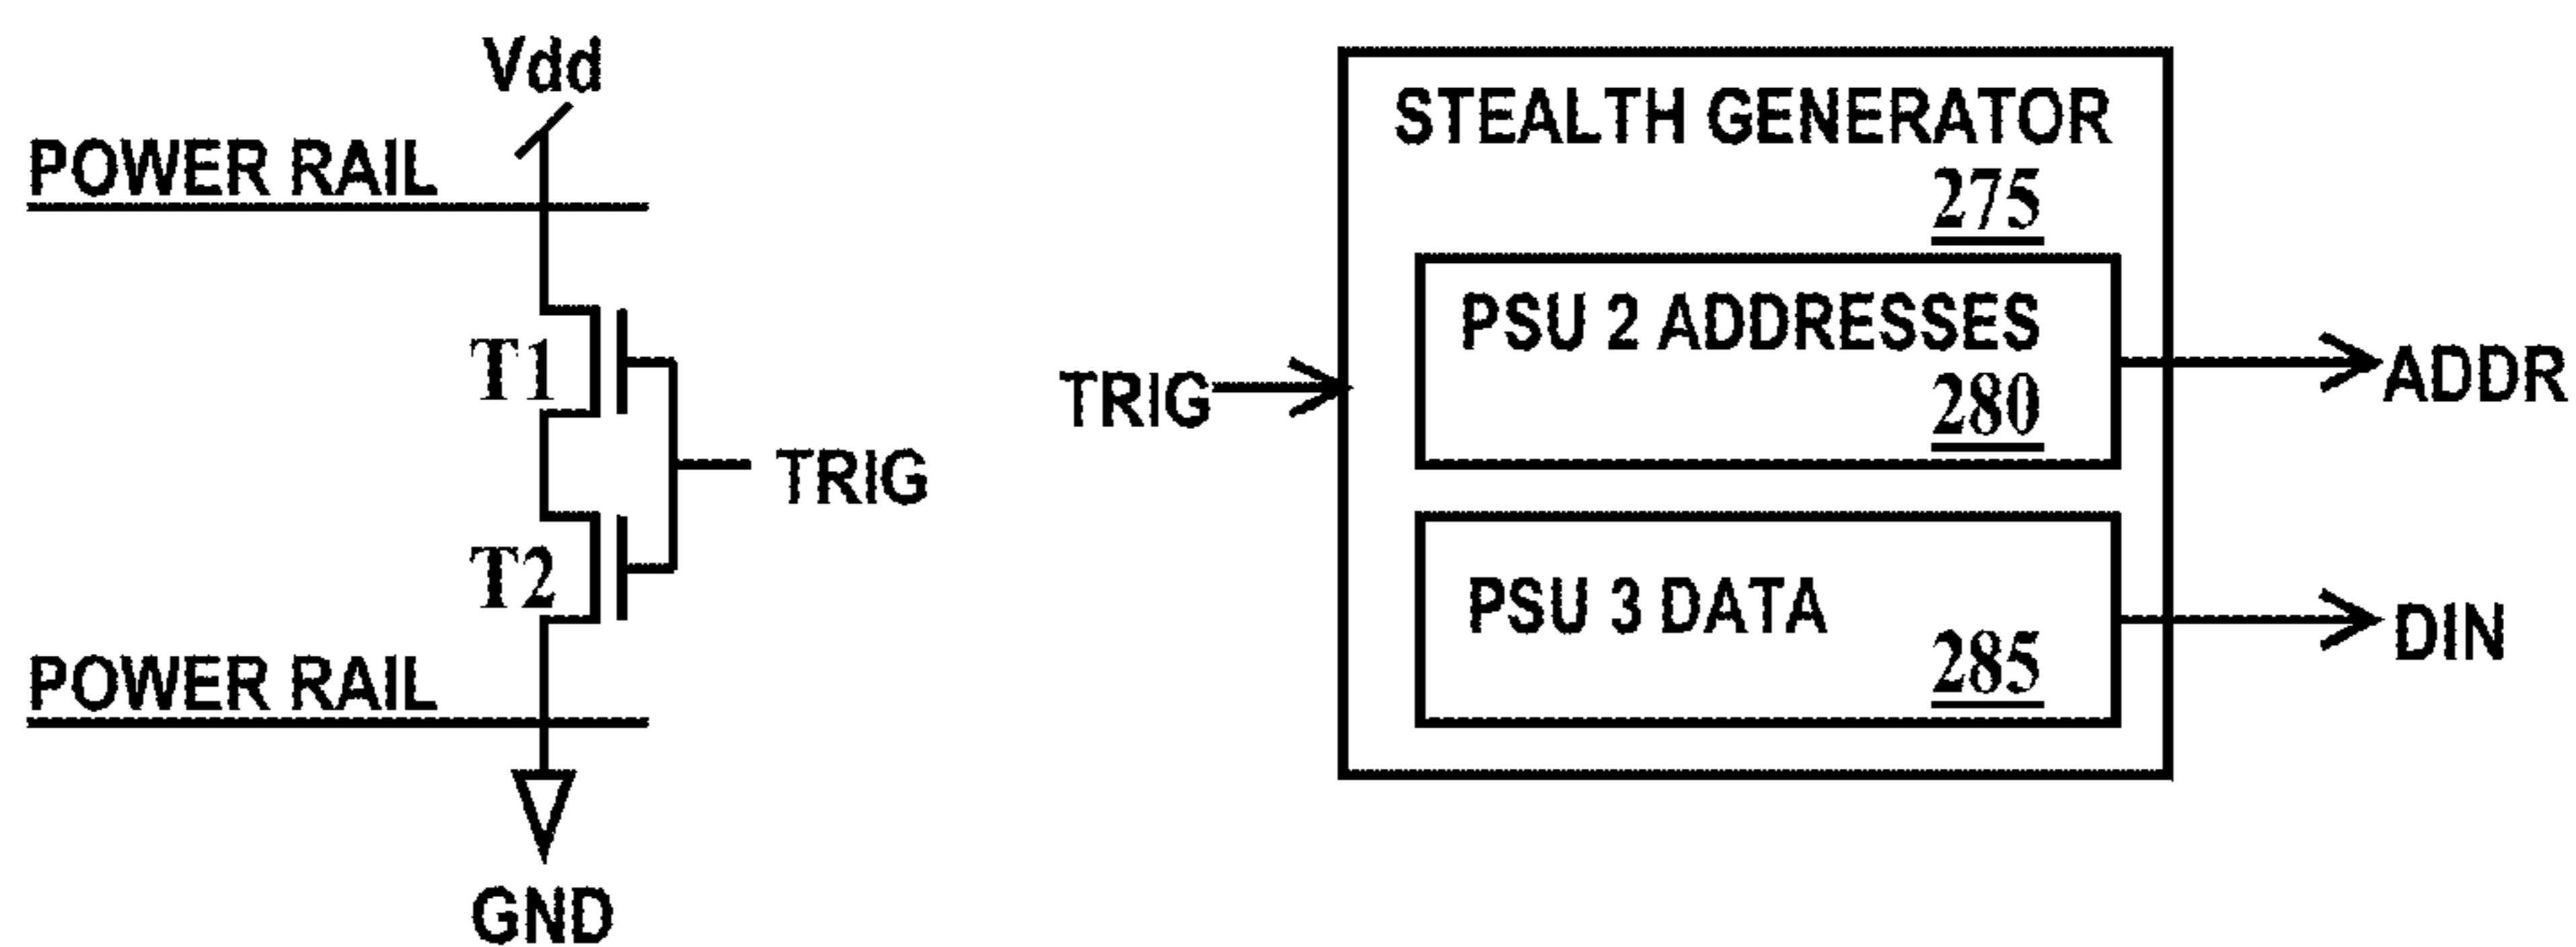 Vdd
POWER RAIL
T1
TRIG
T2
POWER RAIL
GND
STEALTH GENERATOR
275
PSU 2 ADDRESSES
280
TRIG
ADDR
PSU 3 DATA
285
DIN